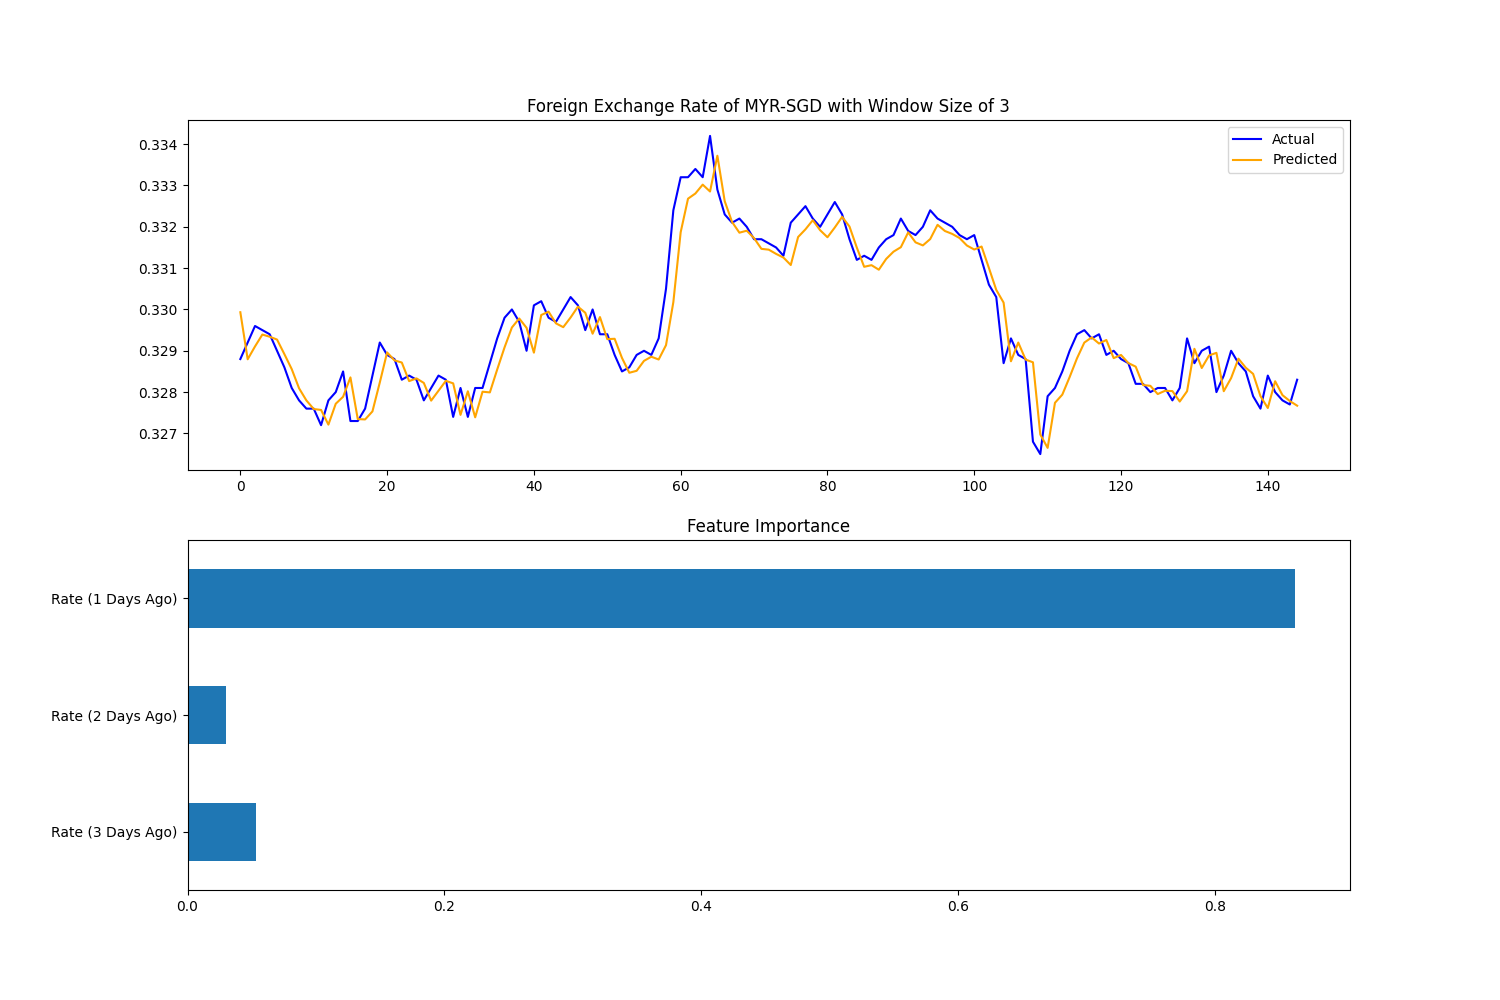 Foreign Exchange Rate of MYR-SGD with Window Size of 3
Actual
Predicted
0.334
0.333
0.332
0.331
0.330
0.329
0.328
0.327
0 20 40 60 80 100 120 140
Feature Importance
Rate (1 Days Ago)
Rate (2 Days Ago)
Rate (3 Days Ago)
0.0 0.2 0.4 0.6 0.8